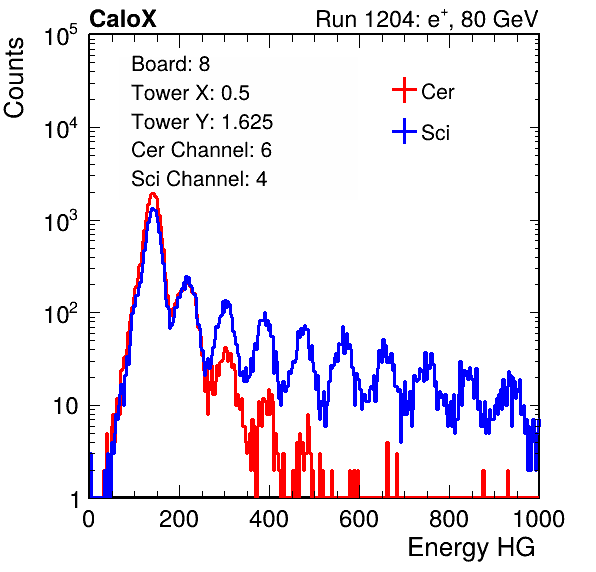 CaloX Run 1204: e⁺, 80 GeV
Counts
10⁵
10⁴
10³
10²
10
1
Board: 8
Tower X: 0.5
Tower Y: 1.625
Cer Channel: 6
Sci Channel: 4
Cer
Sci
0 200 400 600 800 1000
Energy HG